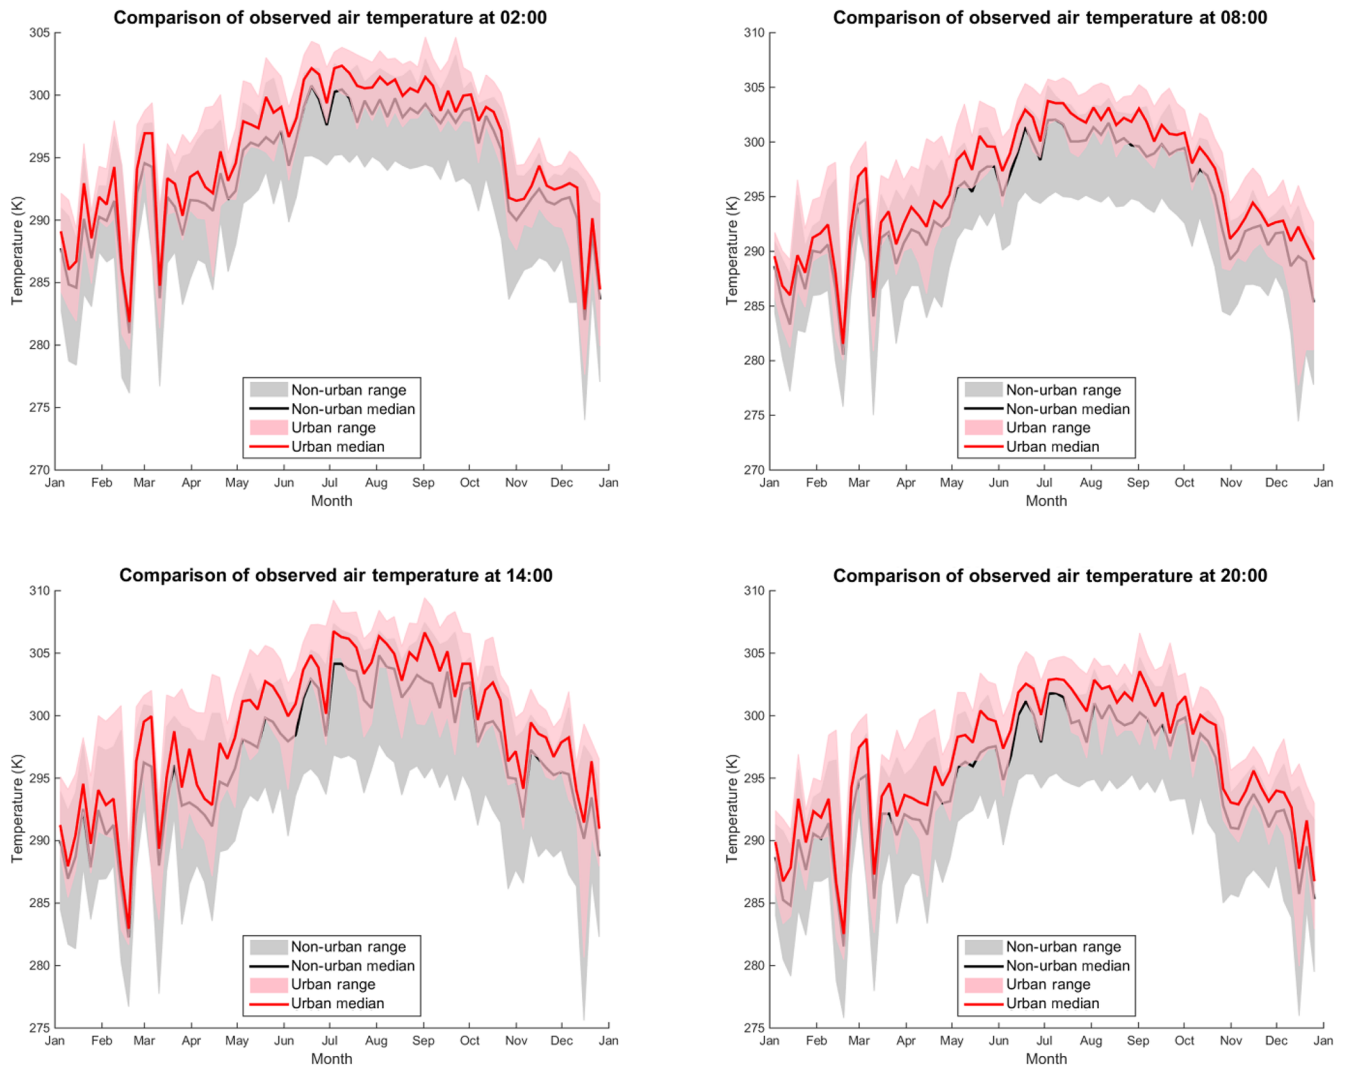 Comparison of observed air temperature at 02:00
305
300
295
290
285
280
275
270
Temperature (K)
Non-urban range
Non-urban median
Urban range
Urban median
Jan Feb Mar Apr May Jun Jul Aug Sep Oct Nov Dec Jan
Month
Comparison of observed air temperature at 08:00
310
305
300
295
290
285
280
275
270
Temperature (K)
Non-urban range
Non-urban median
Urban range
Urban median
Jan Feb Mar Apr May Jun Jul Aug Sep Oct Nov Dec Jan
Month
Comparison of observed air temperature at 14:00
310
305
300
295
290
285
280
275
Temperature (K)
Non-urban range
Non-urban median
Urban range
Urban median
Jan Feb Mar Apr May Jun Jul Aug Sep Oct Nov Dec Jan
Month
Comparison of observed air temperature at 20:00
310
305
300
295
290
285
280
275
Temperature (K)
Non-urban range
Non-urban median
Urban range
Urban median
Jan Feb Mar Apr May Jun Jul Aug Sep Oct Nov Dec Jan
Month